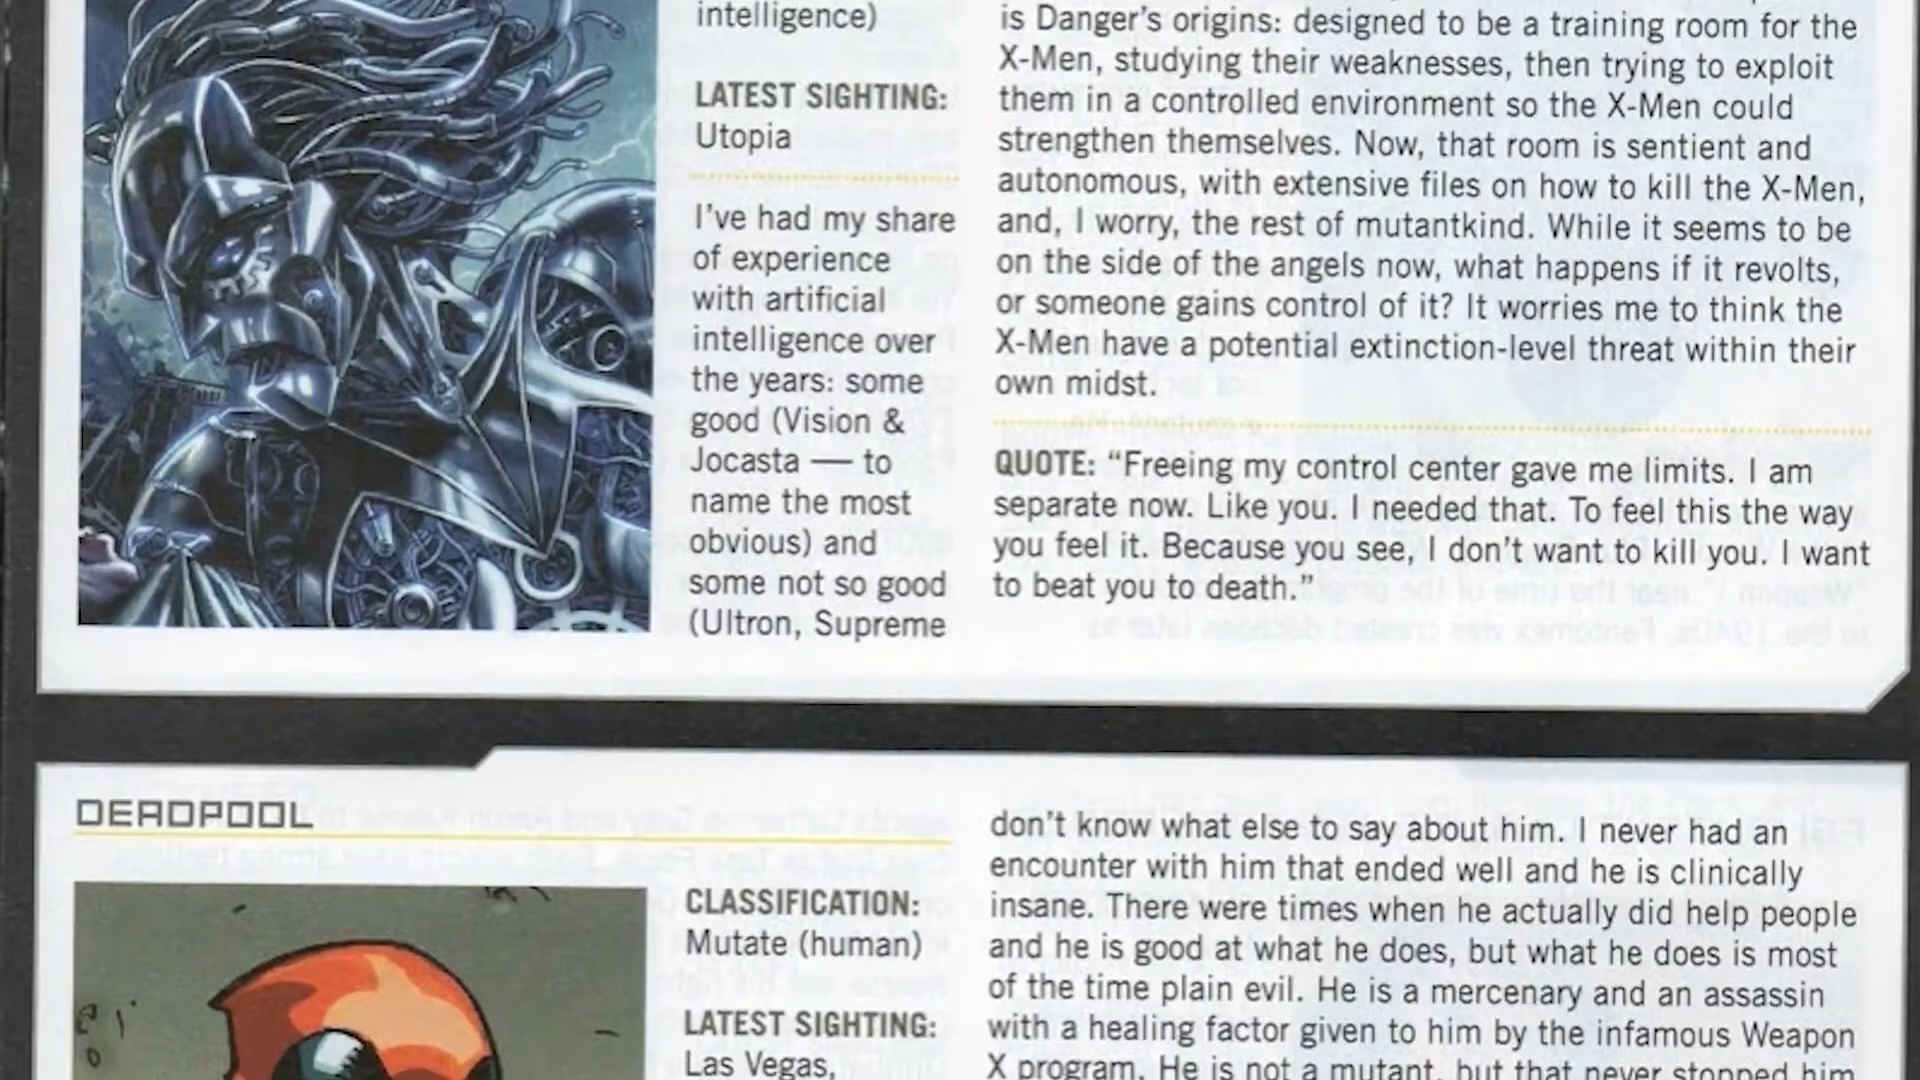 intelligence)
LATEST SIGHTING:
Utopia
I've had my share
of experience
with artificial
intelligence over
the years: some
good (Vision &
Jocasta — to
name the most
obvious) and
some not so good
(Ultron, Supreme
is Danger's origins: designed to be a training room for the
X-Men, studying their weaknesses, then trying to exploit
them in a controlled environment so the X-Men could
strengthen themselves. Now, that room is sentient and
autonomous, with extensive files on how to kill the X-Men,
and, I worry, the rest of mutantkind. While it seems to be
on the side of the angels now, what happens if it revolts,
or someone gains control of it? It worries me to think the
X-Men have a potential extinction-level threat within their
own midst.
QUOTE: “Freeing my control center gave me limits. I am
separate now. Like you. I needed that. To feel this the way
you feel it. Because you see, I don't want to kill you. I want
to beat you to death.”
DEADPOOL
CLASSIFICATION:
Mutate (human)
LATEST SIGHTING:
Las Vegas,
don't know what else to say about him. I never had an
encounter with him that ended well and he is clinically
insane. There were times when he actually did help people
and he is good at what he does, but what he does is most
of the time plain evil. He is a mercenary and an assassin
with a healing factor given to him by the infamous Weapon
X program. He is not a mutant, but that never stopped him